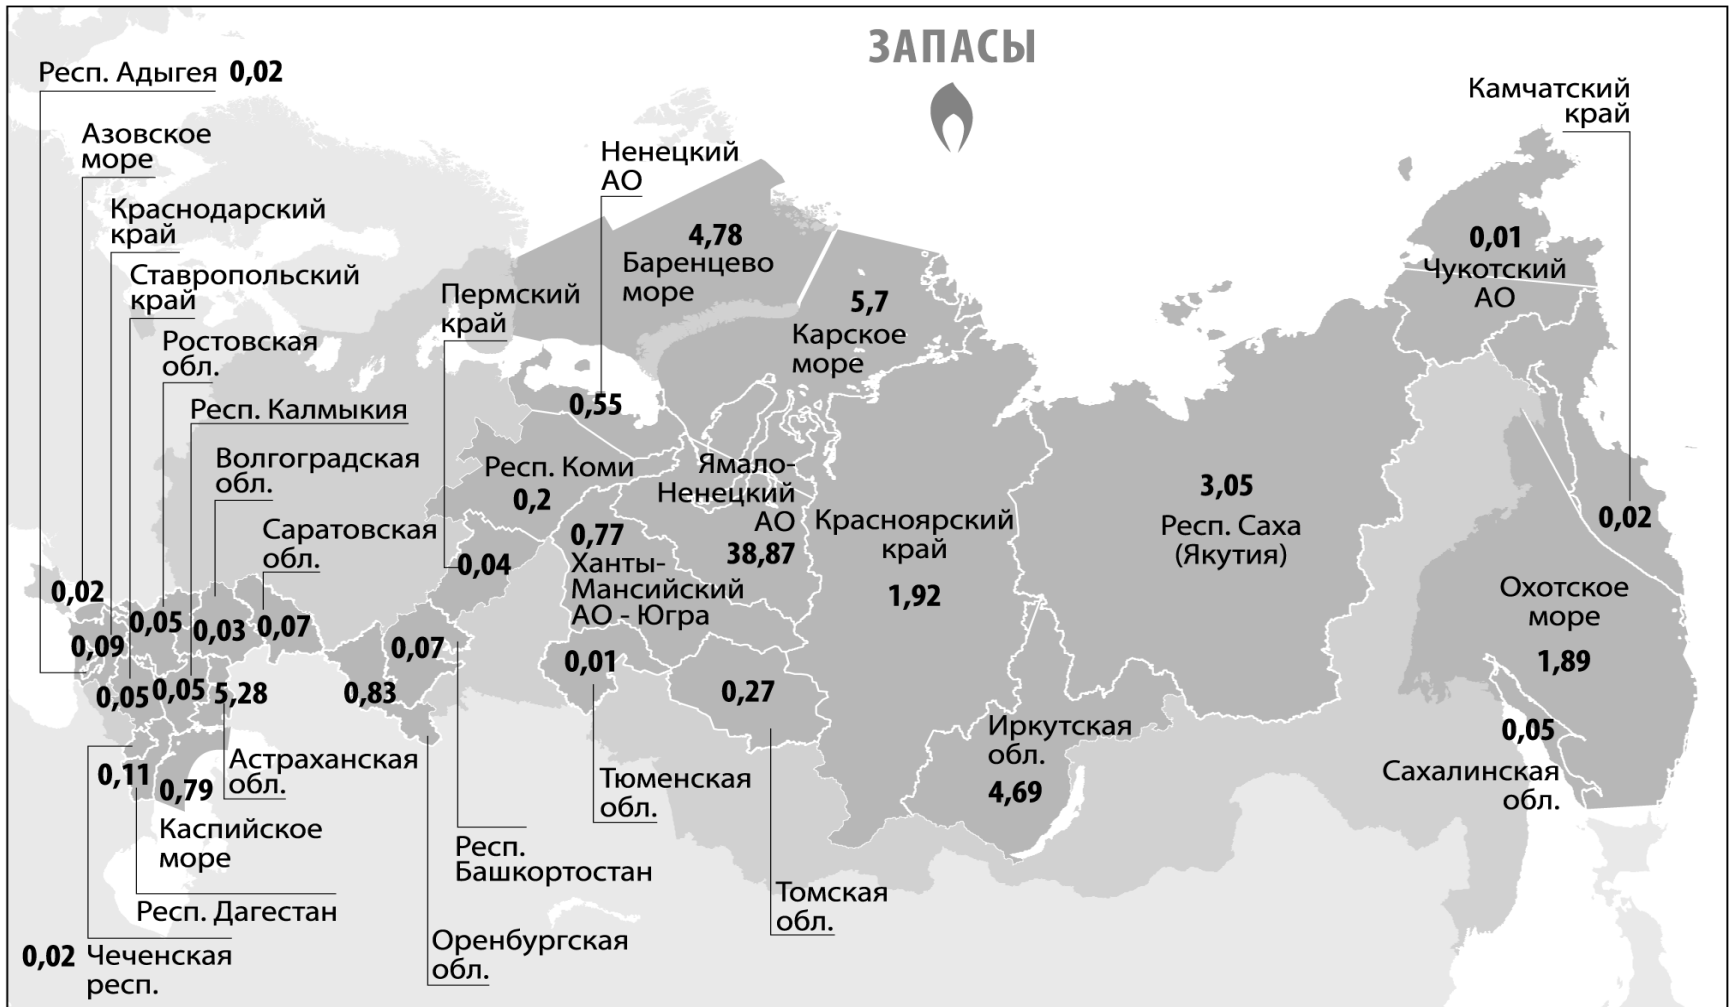 ЗАПАСЫ
Респ. Адыгея 0,02
Азовское
море
Краснодарский
край
Ставропольский
край
Ростовская
обл.
Респ. Калмыкия
Волгоградская
обл.
Саратовская
обл.
Пермский
край
Ненецкий
АО
4,78
Баренцево
море
5,7
Карское
море
Камчатский
край
0,01
Чукотский
АО
0,55
Респ. Коми
0,2
Ямало-
Ненецкий
АО
38,87
0,77
Ханты-
Мансийский
АО - Югра
Красноярский
край
1,92
3,05
Респ. Саха
(Якутия)
0,02
Охотское
море
1,89
0,04
0,02
0,05
0,03
0,07
0,09
0,07
0,05
0,05
5,28
0,83
0,01
0,27
Иркутская
обл.
4,69
0,05
Сахалинская
обл.
0,11
0,79
Каспийское
море
Астраханская
обл.
Тюменская
обл.
Респ.
Башкортостан
Томская
обл.
Респ. Дагестан
Оренбургская
обл.
0,02 Чеченская
респ.